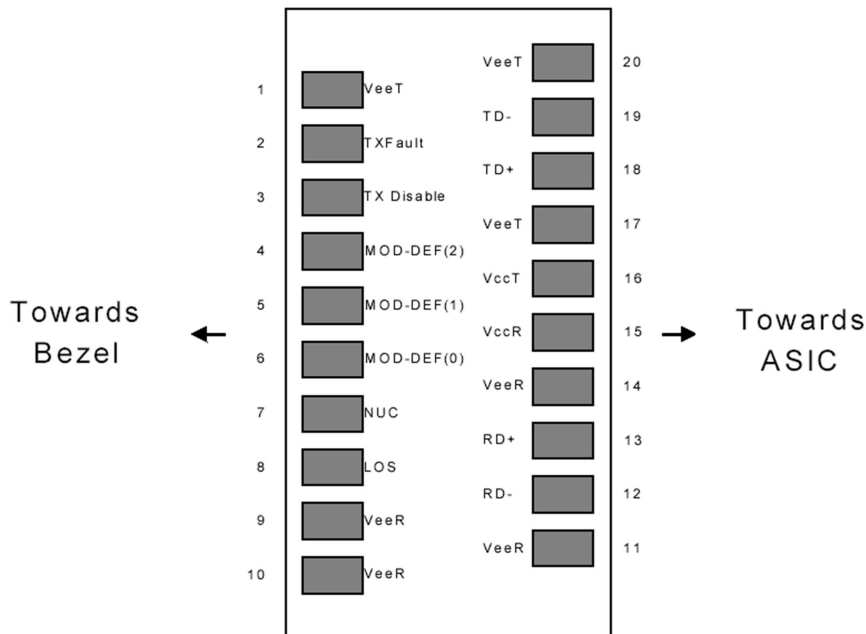 VeeT 20
1 VeeT
TD- 19
2 TXFault
TD+ 18
3 TX Disable
VeeT 17
4 MOD-DEF(2)
VccT 16
5 MOD-DEF(1)
Towards
Bezel
VccR 15
Towards
ASIC
6 MOD-DEF(0)
VeeR 14
7 NUC
RD+ 13
8 LOS
RD- 12
9 VeeR
VeeR 11
10 VeeR